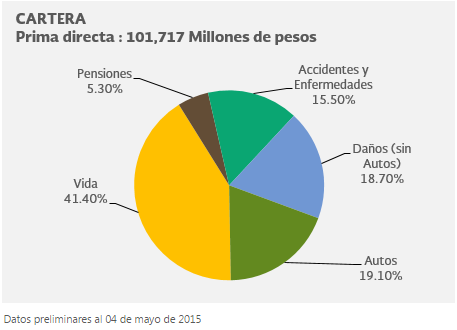 CARTERA
Prima directa : 101,717 Millones de pesos
Pensiones
5.30%
Accidentes y
Enfermedades
15.50%
Daños (sin
Autos)
18.70%
Vida
41.40%
Autos
19.10%
Datos preliminares al 04 de mayo de 2015